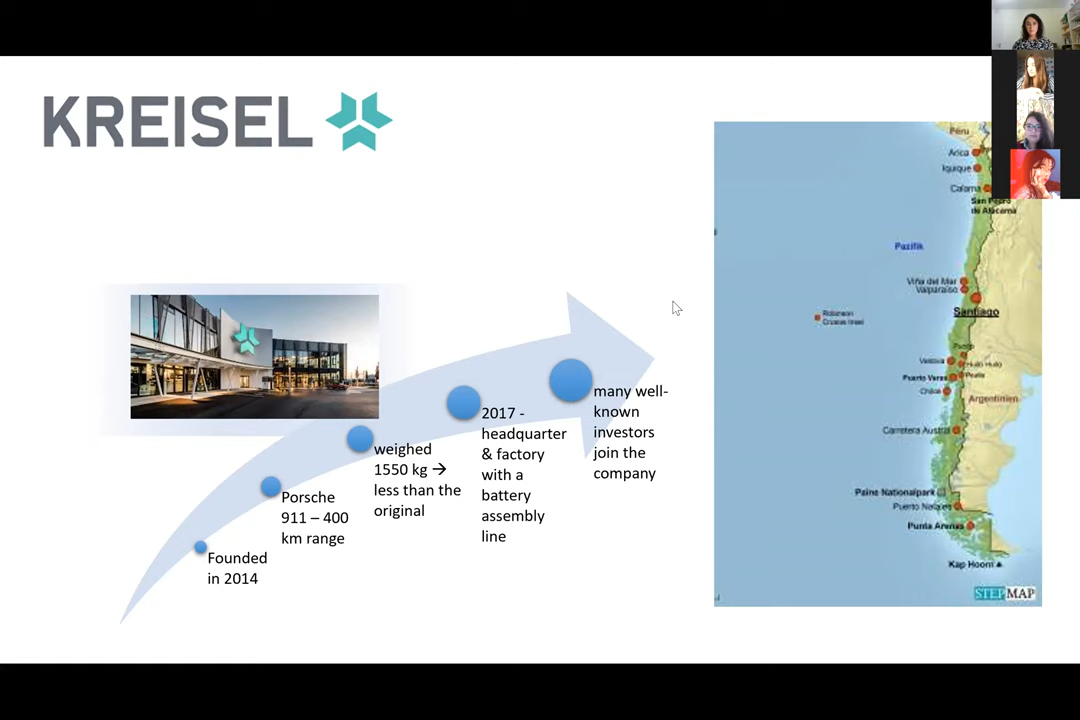 KREISEL
Founded
in 2014
Porsche
911 – 400
km range
weighed
1550 kg →
less than the
original
2017 -
headquarter
& factory
with a
battery
assembly
line
many well-
known
investors
join the
company
Peru
Arica
Iquique
Calama
San Pedro
de Atacama
Pazifik
Viña del Mar
Valparaíso
Santiago
Robinson
Crusoe Insel
Pucon
Valdivia
Puerto Varas
Chiloé
Argentinien
Carretera Austral
Paine Nationalpark
Puerto Natales
Punta Arenas
Kap Hoorn
STEPMAP